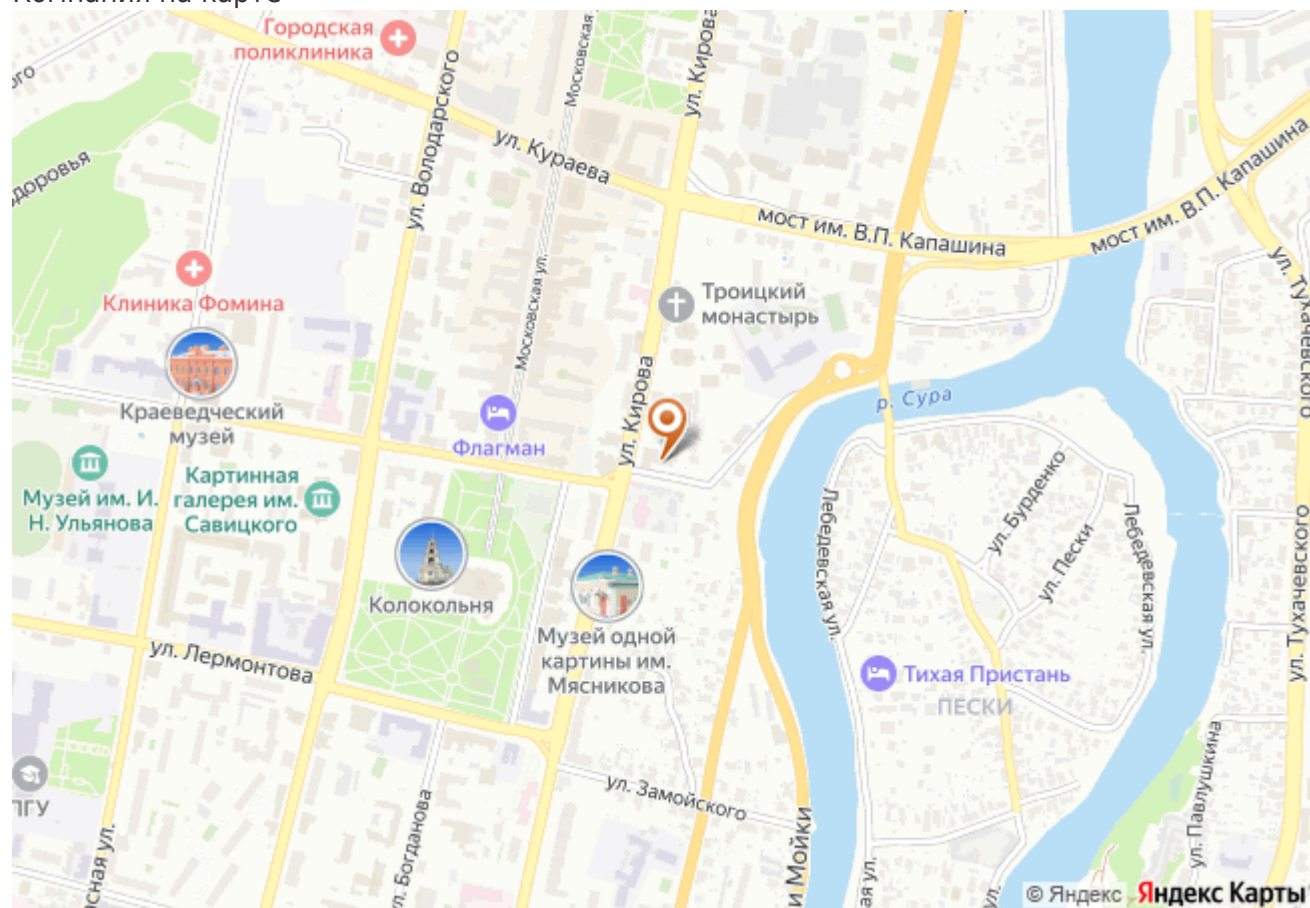 Городская
поликлиника
Московская
ул. Кирова
ул. Володарского
ул. Кураева
мост им. В.П. Капашина
мост им. В.П. Капашина
ул. Тухачевского
Клиника Фомина
Троицкий
монастырь
Московская ул.
Краеведческий
музей
ул. Кирова
р. Сура
Флагман
Музей им. И.
Н. Ульянова
Картинная
галерея им.
Савицкого
Лебедевская ул.
ул. Бурденко
ул. Пески
Лебедевская ул.
ул. Тухачевского
Колокольня
Музей одной
картины им.
Мясникова
ул. Лермонтова
Тихая Пристань
ПЕСКИ
ПГУ
ул. Замойского
ул. Богданова
и Мойки
ул. Павлушкина
© Яндекс Яндекс Карты